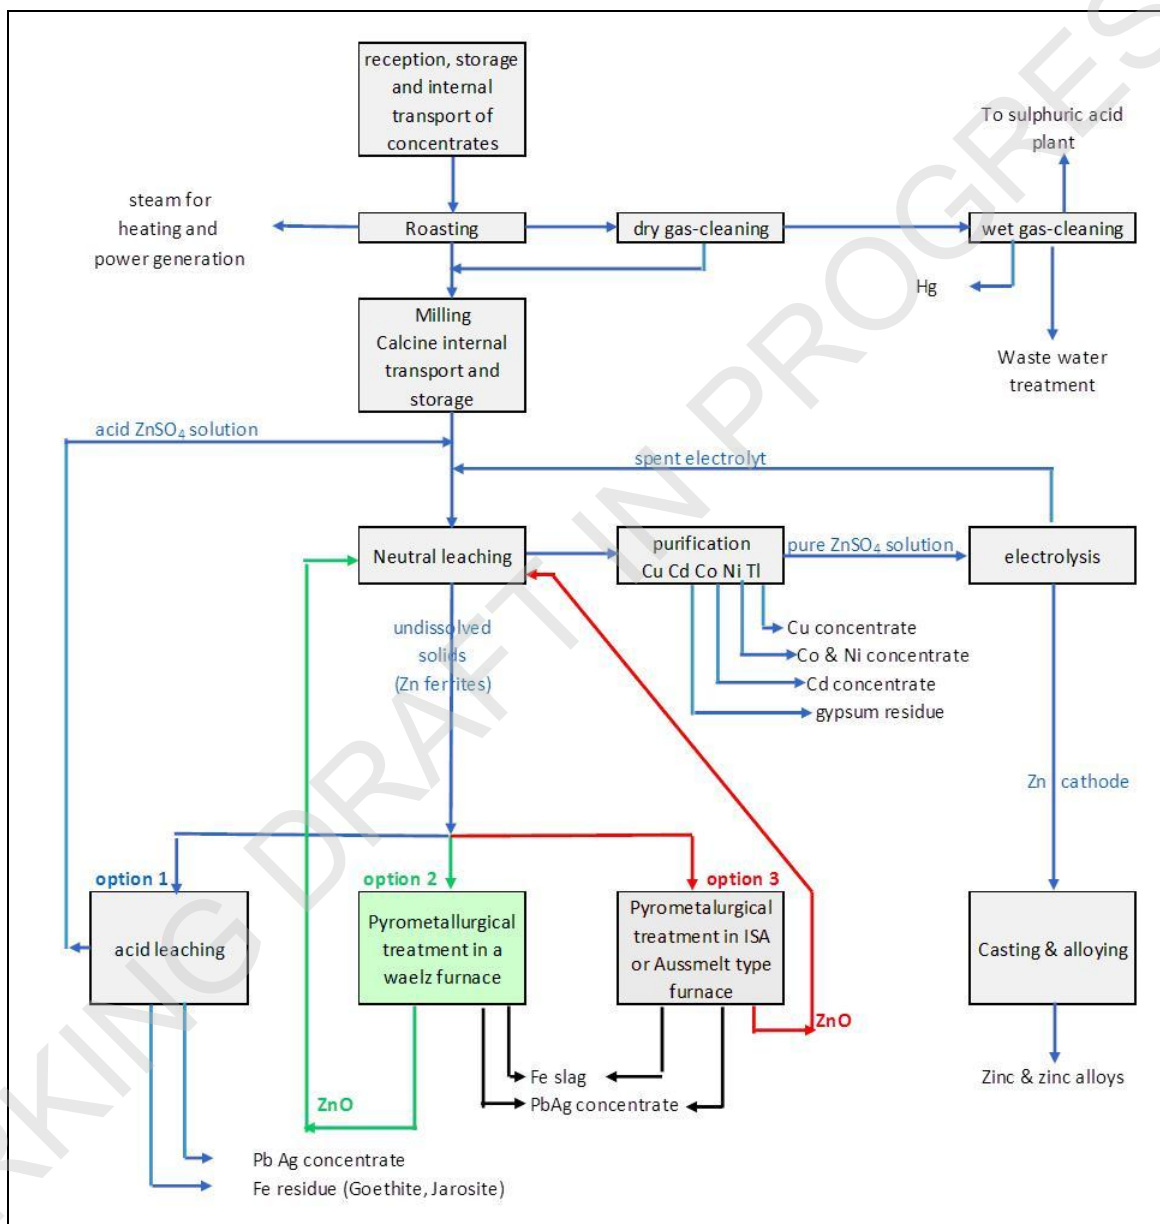 reception, storage
and internal
transport of
concentrates
To sulphuric acid
plant
steam for
heating and
power generation
Roasting
dry gas-cleaning
wet gas-cleaning
Hg
Milling
Calcine internal
transport and
storage
Waste water
treatment
acid ZnSO₄ solution
spent electrolyt
Neutral leaching
purification
Cu Cd Co Ni Tl
pure ZnSO₄ solution
electrolysis
undissolved
solids
(Zn ferrites)
Cu concentrate
Co & Ni concentrate
Cd concentrate
gypsum residue
Zn cathode
option 1
option 2
option 3
acid leaching
Pyrometallurgical
treatment in a
waelz furnace
Pyrometalurgical
treatment in ISA
or Aussmelt type
furnace
Casting & alloying
ZnO
Fe slag
PbAg concentrate
ZnO
Zinc & zinc alloys
Pb Ag concentrate
Fe residue (Goethite, Jarosite)
RKING DRAFT IN PROGRES